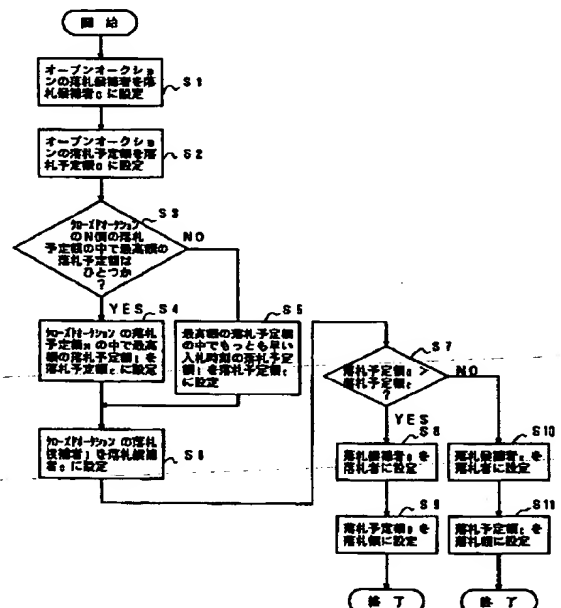 開 始
オープンオークショ
ンの落札候補者を落
札候補者oに設定
S1
オープンオークショ
ンの落札予定額を落
札予定額oに設定
S2
S3
クローズドオークション
のN個の落札
予定額の中で最高額の
落札予定額は
ひとつか
?
NO
YES
S4
クローズドオークションの落札
予定額Nの中で最高
額の落札予定額iを
落札予定額cに設定
S5
最高額の落札予定額
の中でもっとも早い
入札時刻の落札予定
額iを落札予定額c
に設定
クローズドオークションの落札
候補者iを落札候補
者cに設定
S6
S7
落札予定額o >
落札予定額c
?
NO
YES
S8
落札候補者oを
落札者に設定
S10
落札候補者cを
落札者に設定
S9
落札予定額oを
落札額に設定
S11
落札予定額cを
落札額に設定
終 了
終 了